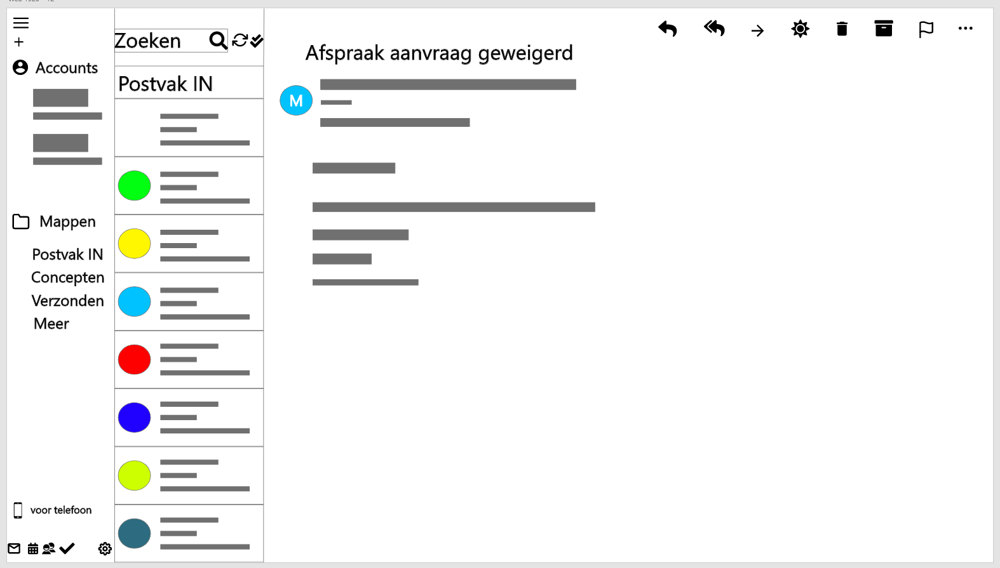 Accounts
Mappen
Postvak IN
Concepten
Verzonden
Meer
voor telefoon
Zoeken
Postvak IN
Afspraak aanvraag geweigerd
M